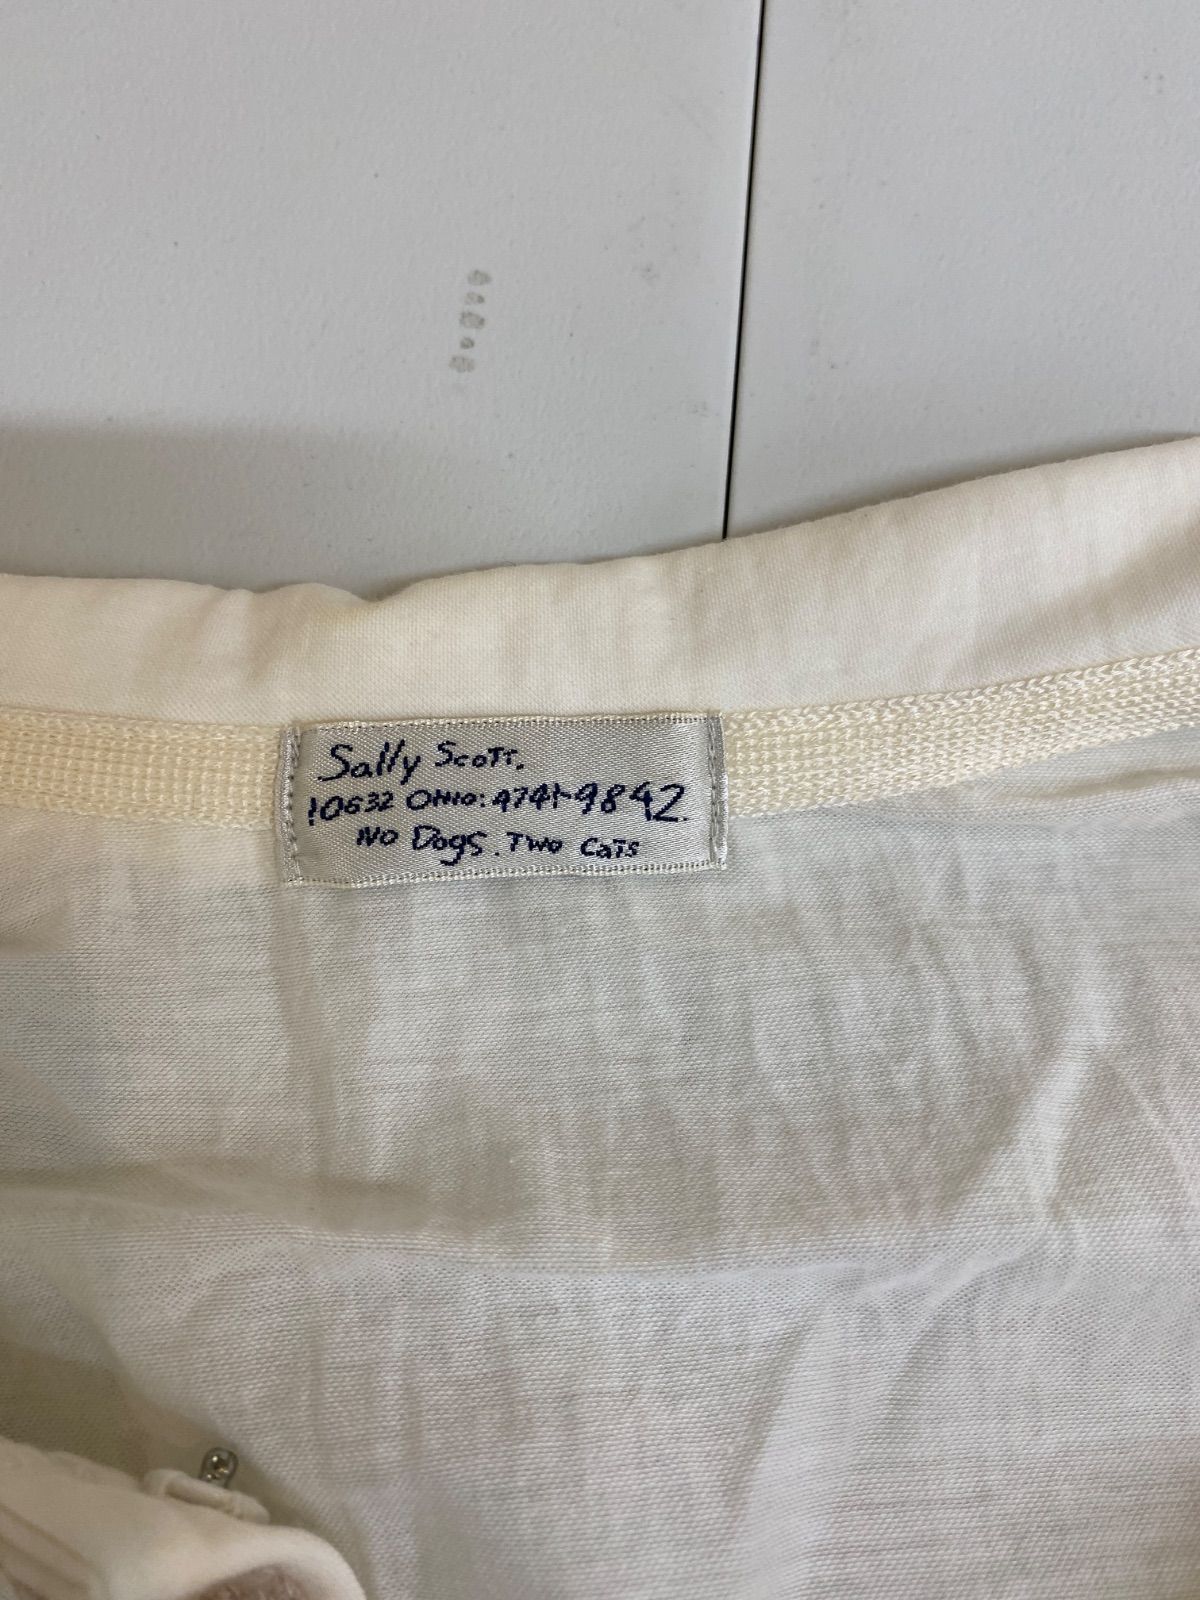 Sally Scott.
10632 Ohio: 4741-9842.
No Dogs. Two Cats